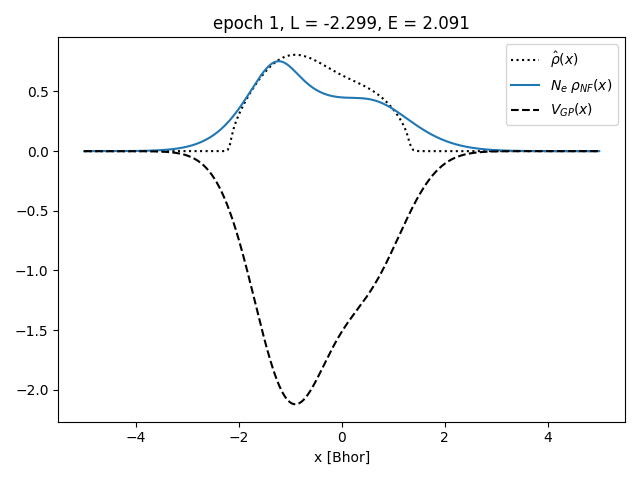 epoch 1, L = -2.299, E = 2.091
ρ̂(x)
N_e ρ_NF(x)
V_GP(x)
0.5
0.0
−0.5
−1.0
−1.5
−2.0
−4 −2 0 2 4
x [Bhor]